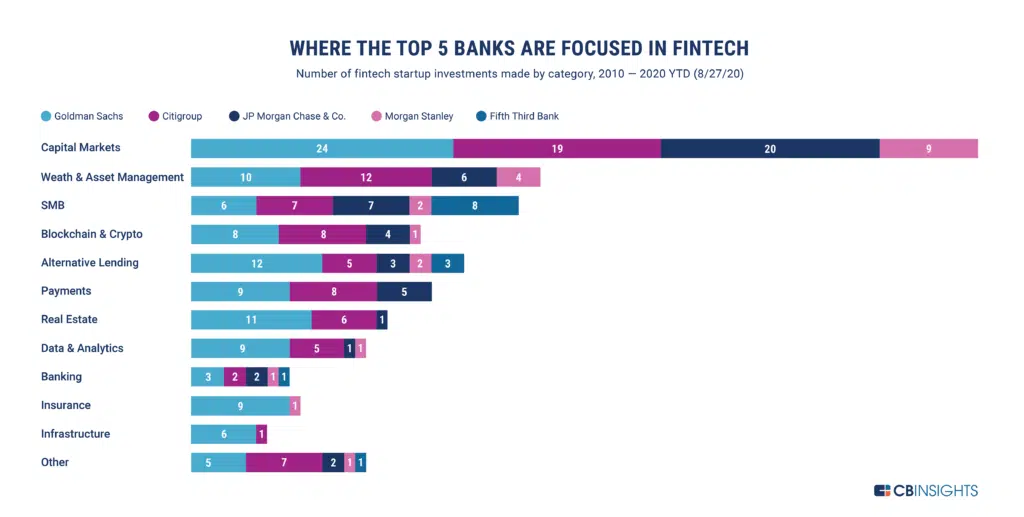 WHERE THE TOP 5 BANKS ARE FOCUSED IN FINTECH
Number of fintech startup investments made by category, 2010 — 2020 YTD (8/27/20)
Goldman Sachs Citigroup JP Morgan Chase & Co. Morgan Stanley Fifth Third Bank
Capital Markets 24 19 20 9
Weath & Asset Management 10 12 6 4
SMB 6 7 7 2 8
Blockchain & Crypto 8 8 4 1
Alternative Lending 12 5 3 2 3
Payments 9 8 5
Real Estate 11 6 1
Data & Analytics 9 5 1 1
Banking 3 2 2 1 1
Insurance 9 1
Infrastructure 6 1
Other 5 7 2 1 1
CBINSIGHTS